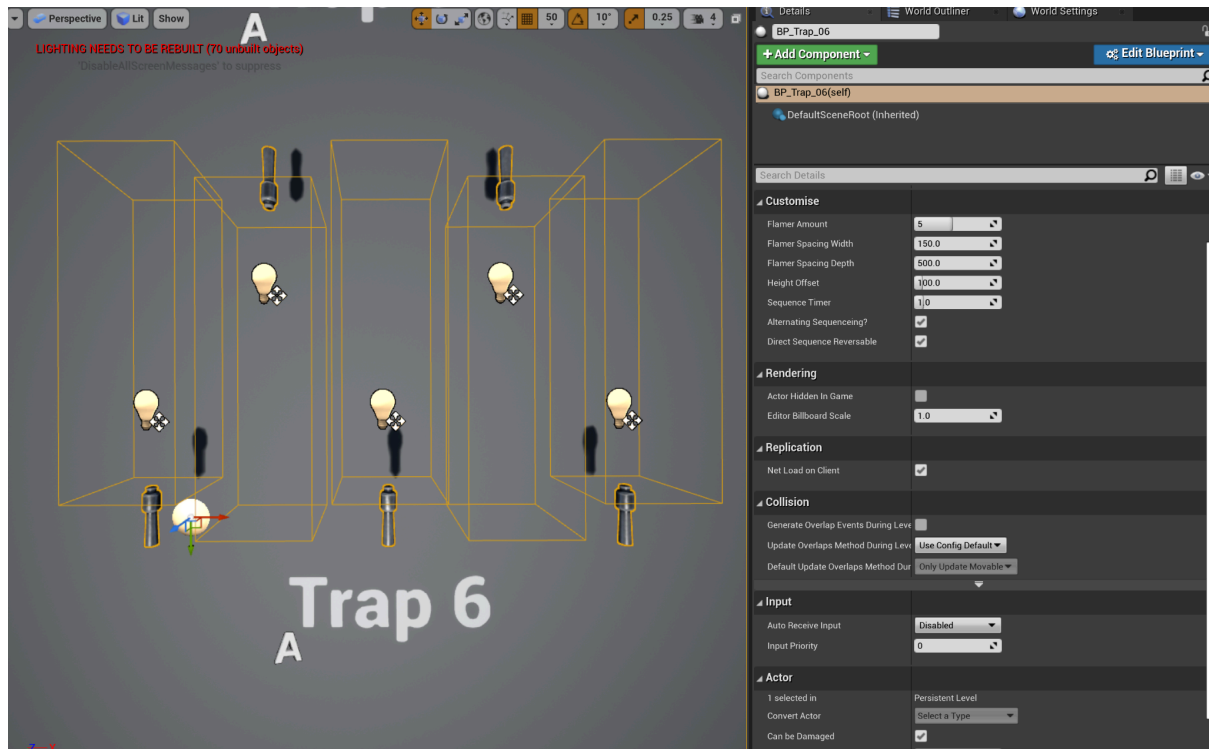 Perspective Lit Show 50 10° 0.25 4
A
LIGHTING NEEDS TO BE REBUILT (70 unbuilt objects)
'DisableAllScreenMessages' to suppress
Trap 6
A
Z X
Details World Outliner World Settings
BP_Trap_06
+ Add Component Edit Blueprint
Search Components
BP_Trap_06(self)
DefaultSceneRoot (Inherited)
Search Details
Customise
Flamer Amount 5
Flamer Spacing Width 150.0
Flamer Spacing Depth 500.0
Height Offset 100.0
Sequence Timer 1.0
Alternating Sequenceing?
Direct Sequence Reversable
Rendering
Actor Hidden In Game
Editor Billboard Scale 1.0
Replication
Net Load on Client
Collision
Generate Overlap Events During Leve
Update Overlaps Method During Leve Use Config Default
Default Update Overlaps Method Dur Only Update Movable
Input
Auto Receive Input Disabled
Input Priority 0
Actor
1 selected in Persistent Level
Convert Actor Select a Type
Can be Damaged